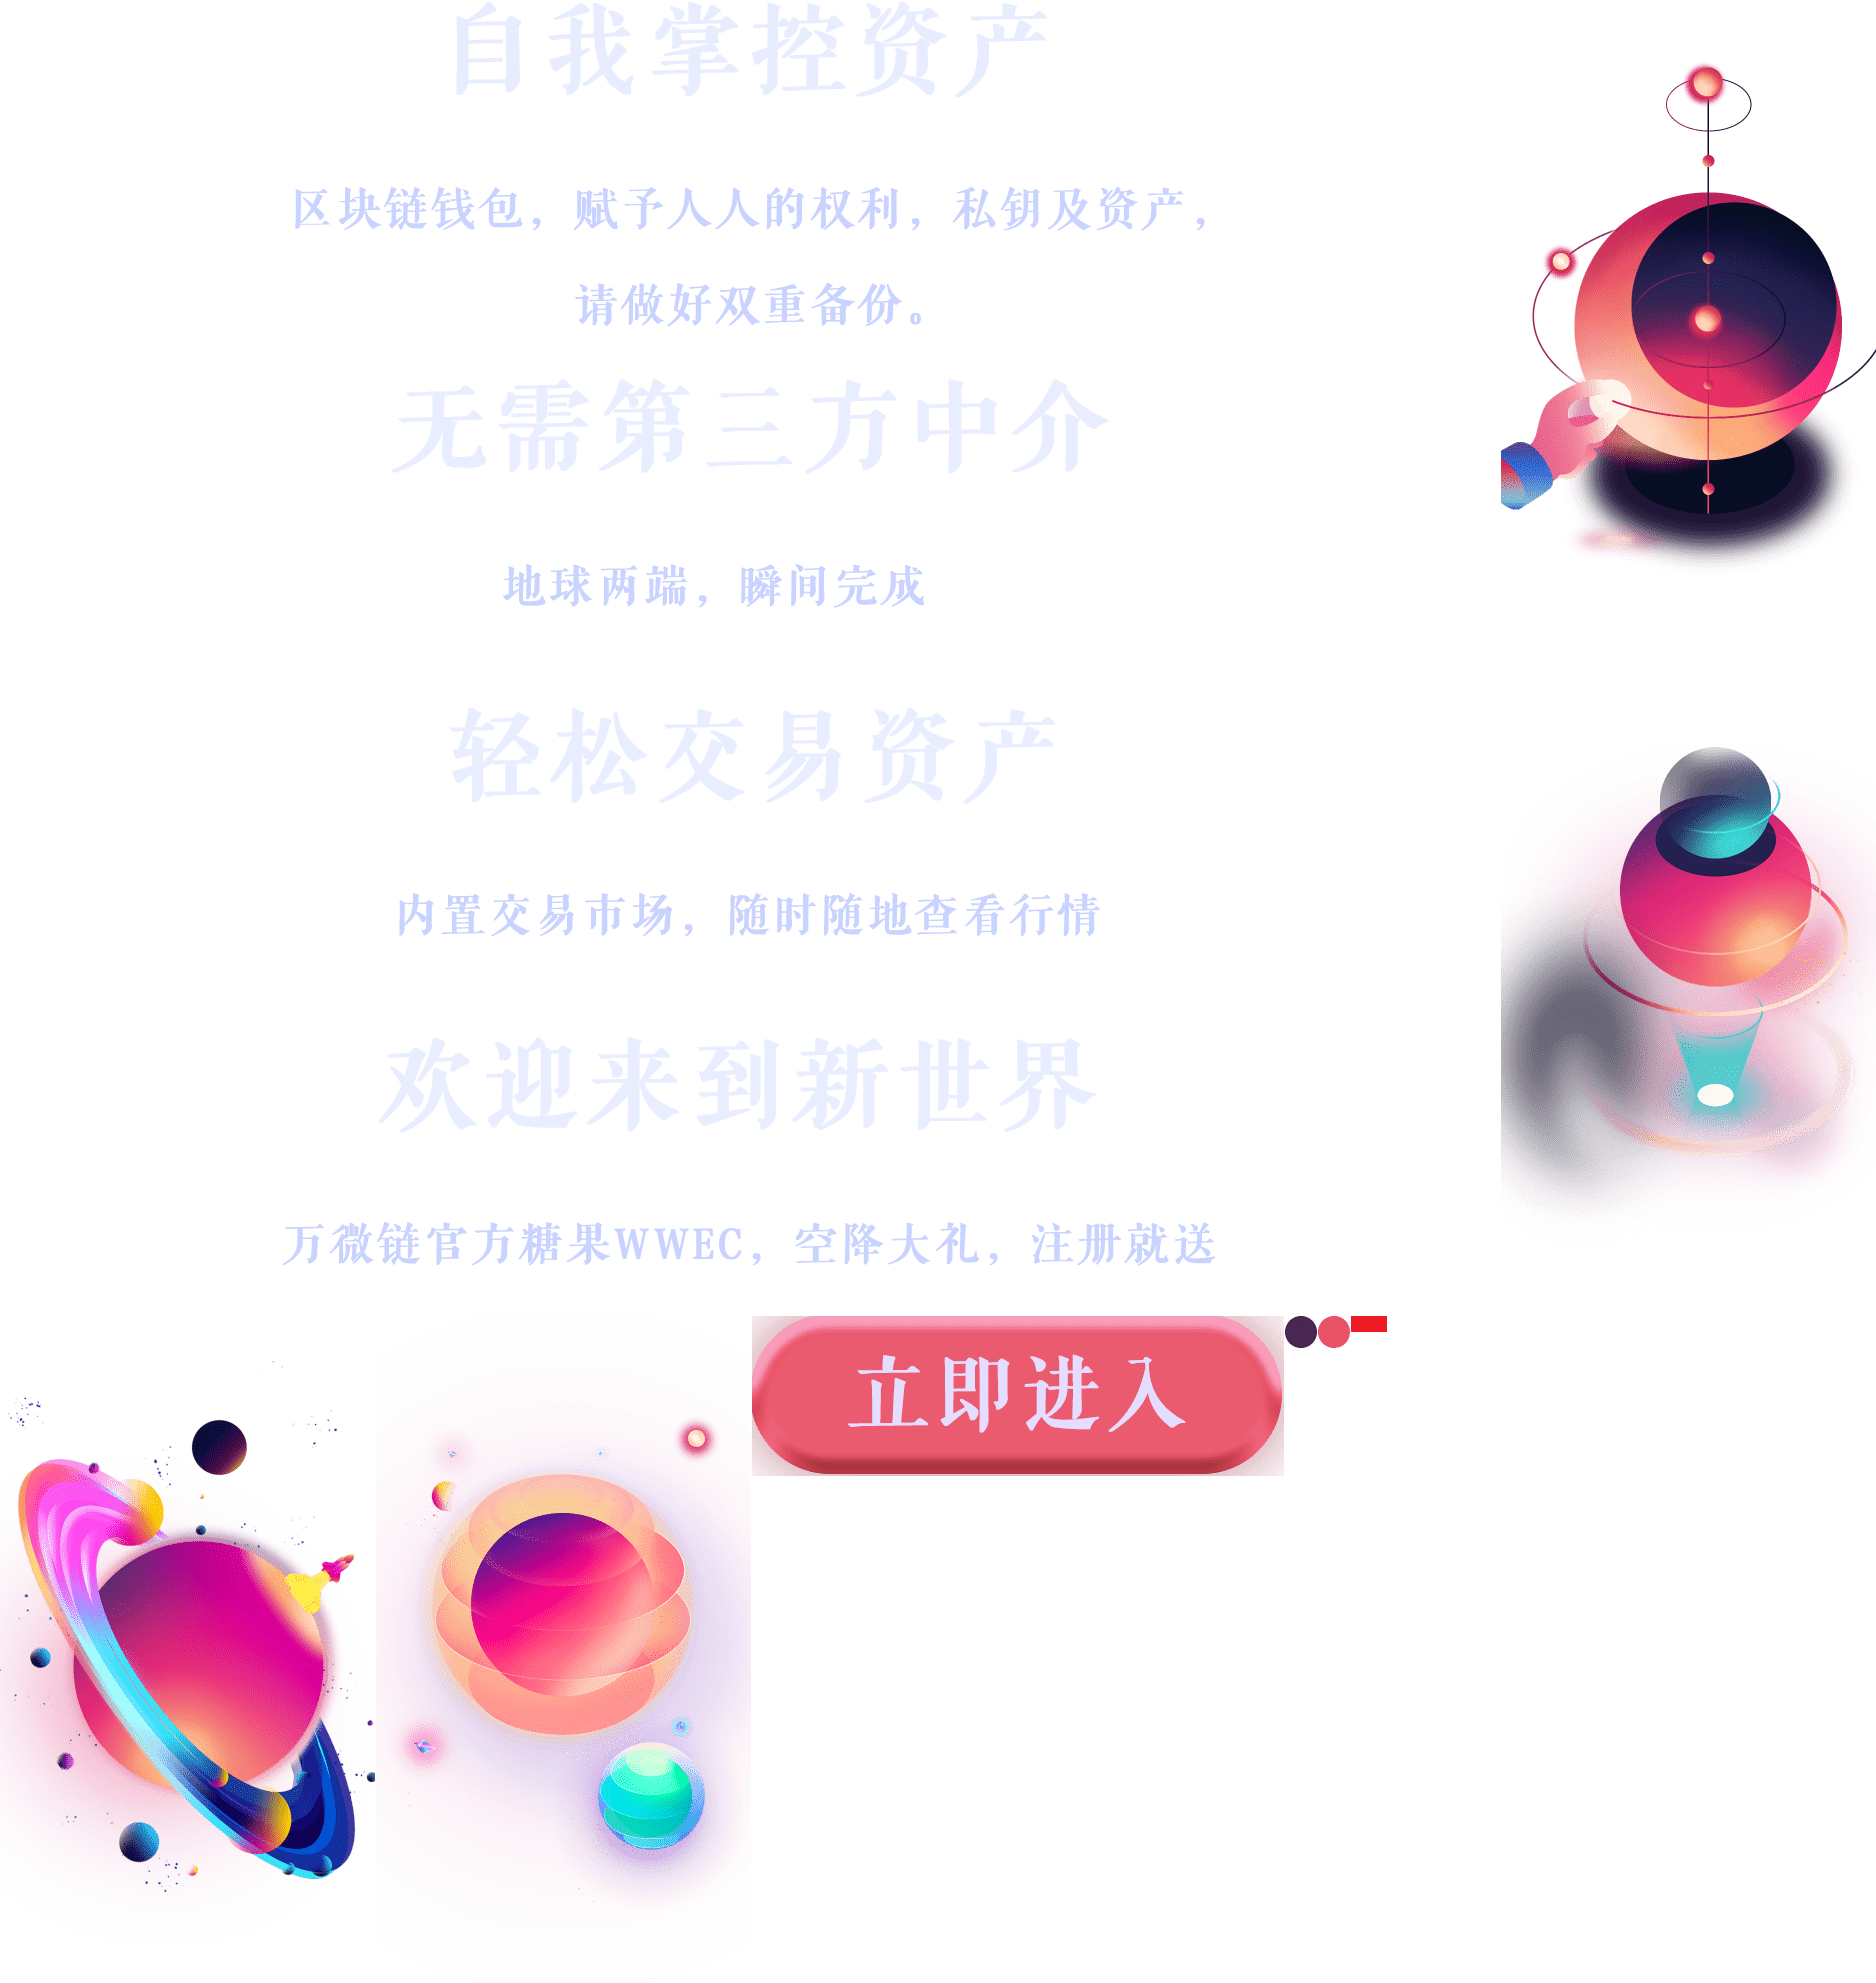 自我掌控资产
区块链钱包，赋予人人的权利，私钥及资产，
请做好双重备份。
无需第三方中介
地球两端，瞬间完成
轻松交易资产
内置交易市场，随时随地查看行情
欢迎来到新世界
万微链官方糖果WWEC，空降大礼，注册就送
立即进入